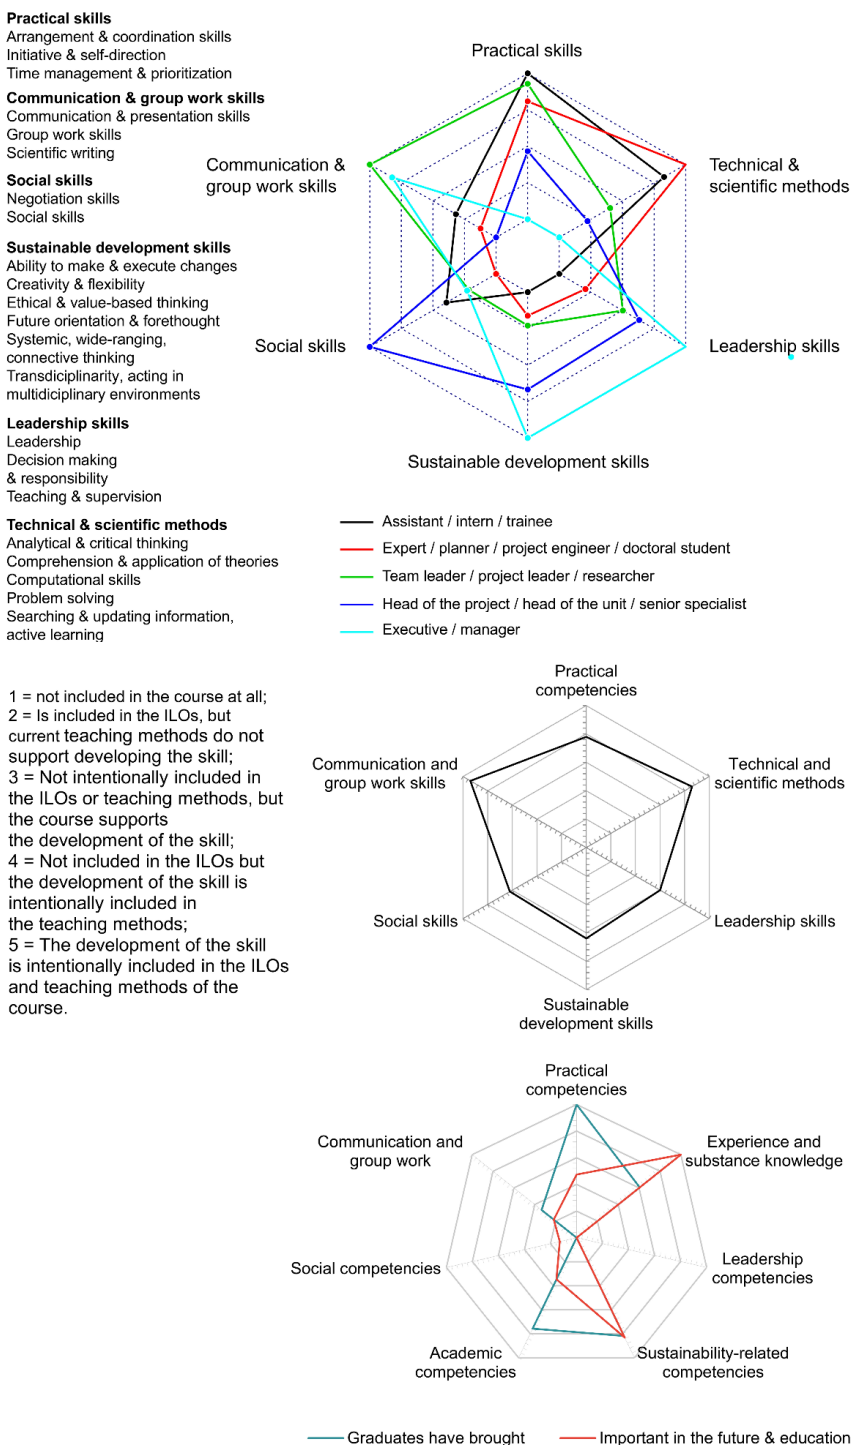 Practical skills
Arrangement & coordination skills
Initiative & self-direction
Time management & prioritization
Communication & group work skills
Communication & presentation skills
Group work skills
Scientific writing
Social skills
Negotiation skills
Social skills
Sustainable development skills
Ability to make & execute changes
Creativity & flexibility
Ethical & value-based thinking
Future orientation & forethought
Systemic, wide-ranging,
connective thinking
Transdiciplinarity, acting in
multidiciplinary environments
Leadership skills
Leadership
Decision making
& responsibility
Teaching & supervision
Technical & scientific methods
Analytical & critical thinking
Comprehension & application of theories
Computational skills
Problem solving
Searching & updating information,
active learning
Practical skills
Communication &
group work skills
Technical &
scientific methods
Social skills
Leadership skills
Sustainable development skills
Assistant / intern / trainee
Expert / planner / project engineer / doctoral student
Team leader / project leader / researcher
Head of the project / head of the unit / senior specialist
Executive / manager
1 = not included in the course at all;
2 = Is included in the ILOs, but
current teaching methods do not
support developing the skill;
3 = Not intentionally included in
the ILOs or teaching methods, but
the course supports
the development of the skill;
4 = Not included in the ILOs but
the development of the skill is
intentionally included in
the teaching methods;
5 = The development of the skill
is intentionally included in the ILOs
and teaching methods of the
course.
Practical
competencies
Communication and
group work skills
Technical and
scientific methods
Social skills
Leadership skills
Sustainable
development skills
Practical
competencies
Communication and
group work
Experience and
substance knowledge
Social competencies
Leadership
competencies
Academic
competencies
Sustainability-related
competencies
Graduates have brought
Important in the future & education